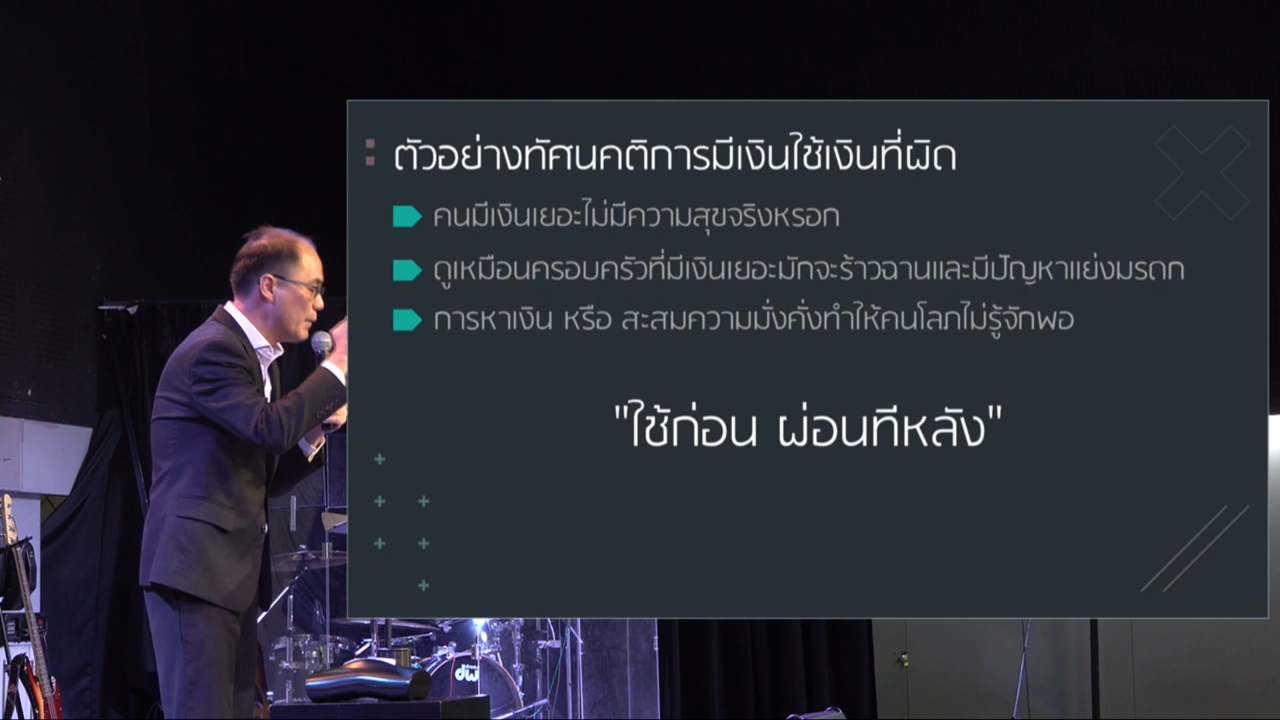 ตัวอย่างทัศนคติการมีเงินใช้เงินที่ผิด
คนมีเงินเยอะไม่มีความสุขจริงหรอก
ดูเหมือนครอบครัวที่มีเงินเยอะมักจะร้าวฉานและมีปัญหาแย่งมรดก
การหาเงิน หรือ สะสมความมั่งคั่งทำให้คนโลภไม่รู้จักพอ
"ใช้ก่อน ผ่อนทีหลัง"
dw